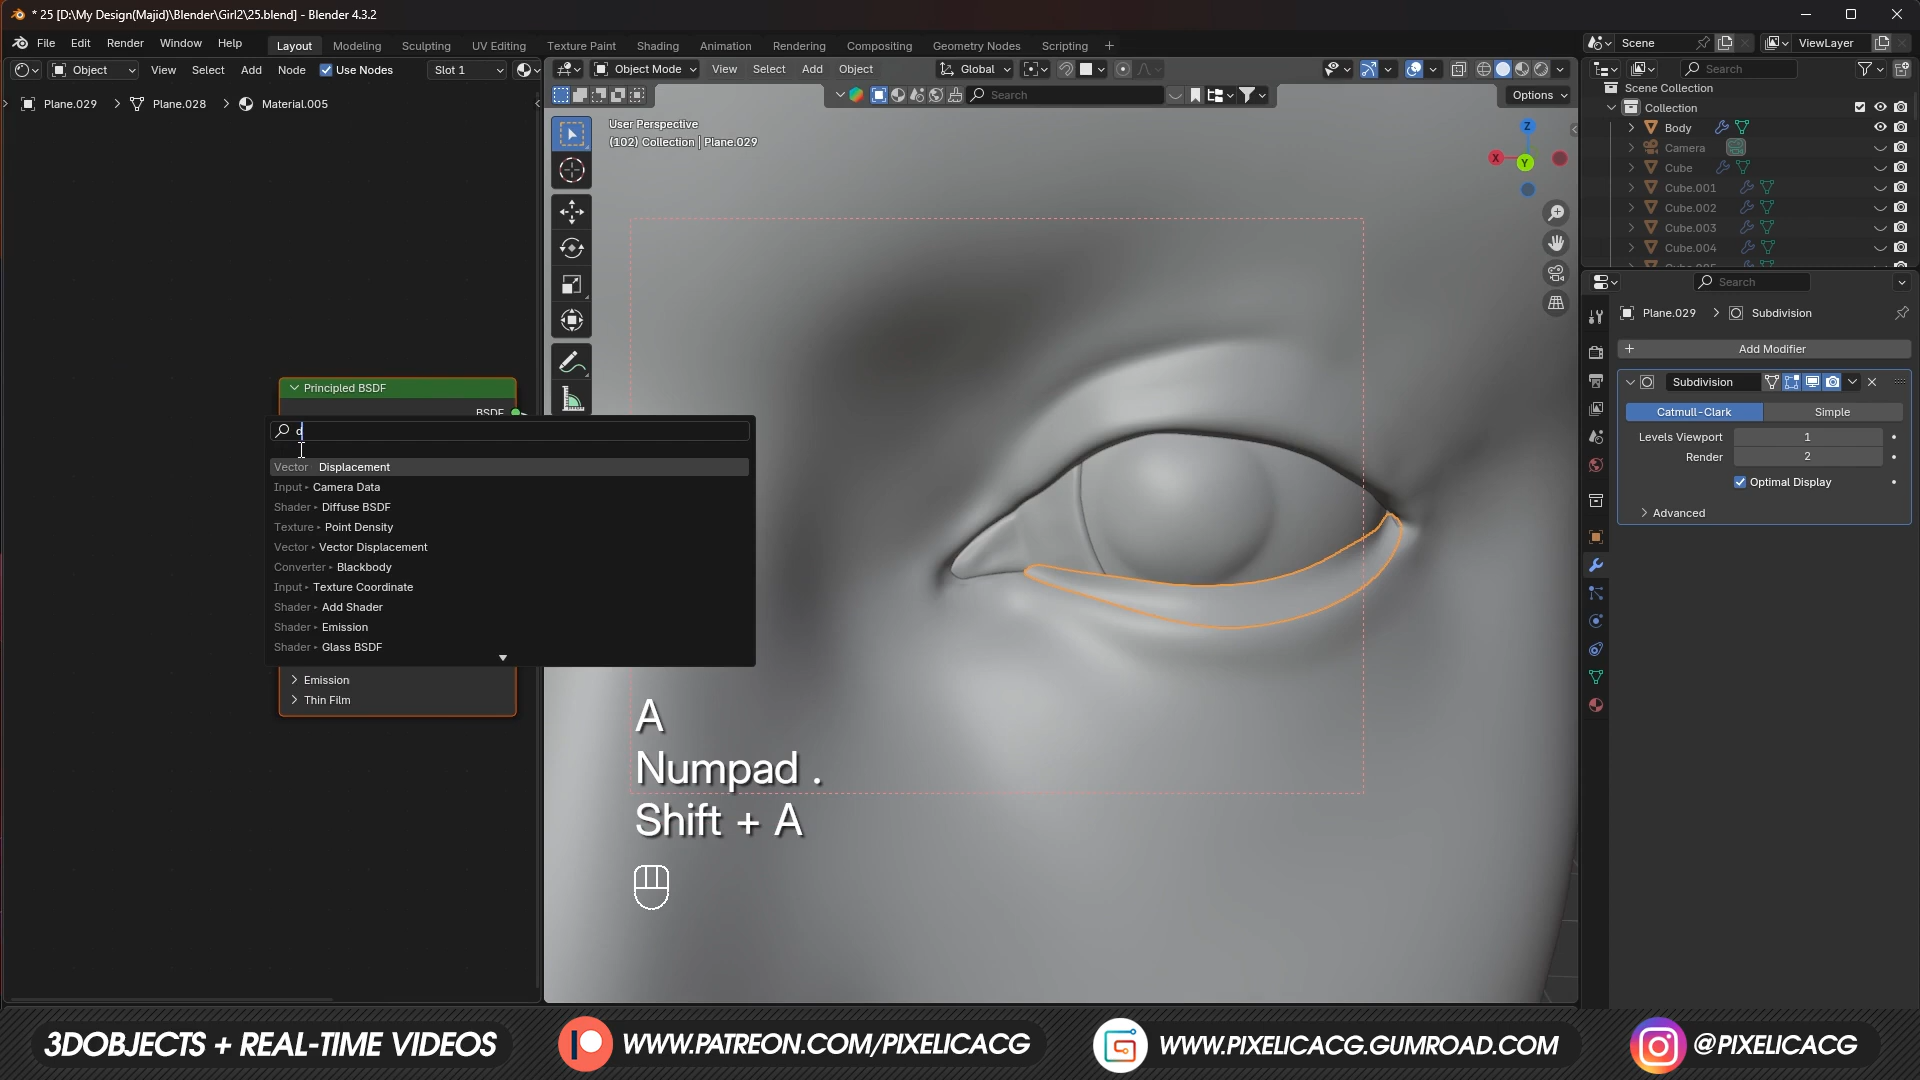 * 25 [D:\My Design(Majid)\Blender\Girl2\25.blend] - Blender 4.3.2
File Edit Render Window Help Layout Modeling Sculpting UV Editing Texture Paint Shading Animation Rendering Compositing Geometry Nodes Scripting + Scene ViewLayer
Object View Select Add Node Use Nodes Slot 1 Object Mode View Select Add Object Global Search
Plane.029 > Plane.028 > Material.005
Search Options
User Perspective
(102) Collection | Plane.029
X Y Z
Principled BSDF
BSDF
d
Vector ▸ Displacement
Input ▸ Camera Data
Shader ▸ Diffuse BSDF
Texture ▸ Point Density
Vector ▸ Vector Displacement
Converter ▸ Blackbody
Input ▸ Texture Coordinate
Shader ▸ Add Shader
Shader ▸ Emission
Shader ▸ Glass BSDF
Emission
Thin Film
A
Numpad .
Shift + A
Scene Collection
Collection
Body
Camera
Cube
Cube.001
Cube.002
Cube.003
Cube.004
Search
Plane.029 > Subdivision
+ Add Modifier
Subdivision
Catmull-Clark Simple
Levels Viewport 1
Render 2
Optimal Display
Advanced
3DOBJECTS + REAL-TIME VIDEOS WWW.PATREON.COM/PIXELICACG WWW.PIXELICACG.GUMROAD.COM @PIXELICACG